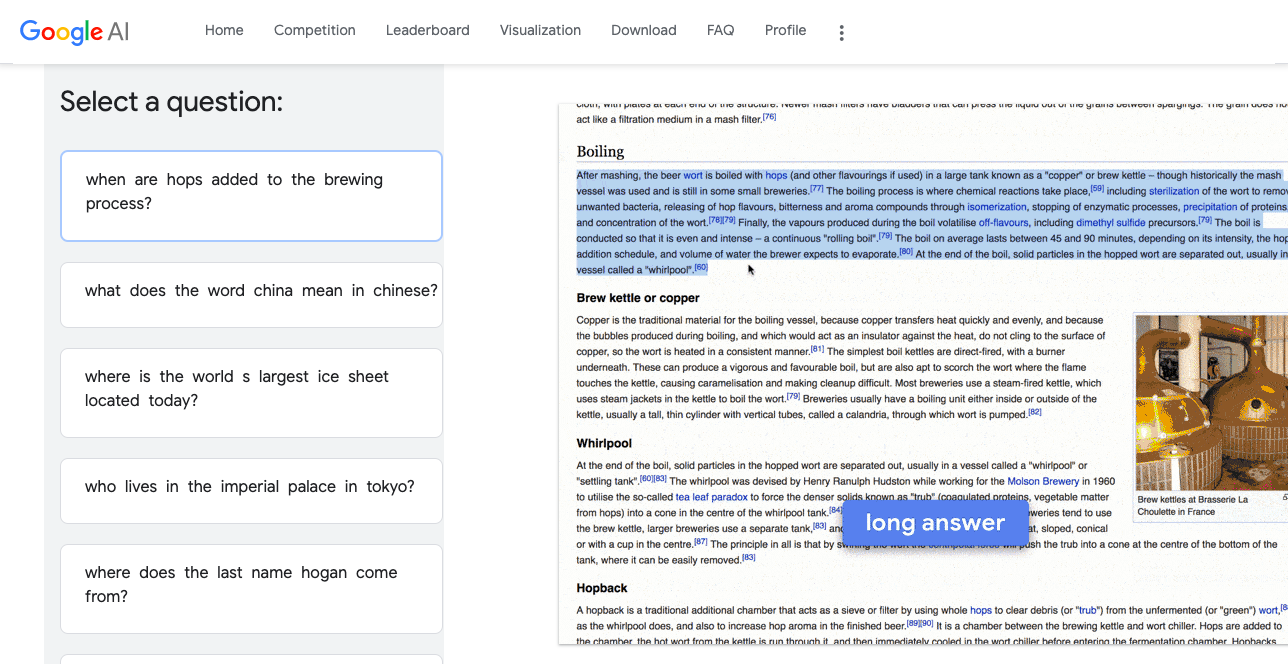 Google AI
Home Competition Leaderboard Visualization Download FAQ Profile
Select a question:
when are hops added to the brewing
process?
what does the word china mean in chinese?
where is the world s largest ice sheet
located today?
who lives in the imperial palace in tokyo?
where does the last name hogan come
from?
act like a filtration medium in a mash filter.[76]
Boiling
After mashing, the beer wort is boiled with hops (and other flavourings if used) in a large tank known as a "copper" or brew kettle – though historically the mash
vessel was used and is still in some small breweries.[77] The boiling process is where chemical reactions take place,[59] including sterilization of the wort to remov
unwanted bacteria, releasing of hop flavours, bitterness and aroma compounds through isomerization, stopping of enzymatic processes, precipitation of proteins,
and concentration of the wort.[78][79] Finally, the vapours produced during the boil volatilise off-flavours, including dimethyl sulfide precursors.[79] The boil is
conducted so that it is even and intense – a continuous "rolling boil".[79] The boil on average lasts between 45 and 90 minutes, depending on its intensity, the hop
addition schedule, and volume of water the brewer expects to evaporate.[80] At the end of the boil, solid particles in the hopped wort are separated out, usually in
vessel called a "whirlpool".[60]
Brew kettle or copper
Copper is the traditional material for the boiling vessel, because copper transfers heat quickly and evenly, and because
the bubbles produced during boiling, and which would act as an insulator against the heat, do not cling to the surface of
copper, so the wort is heated in a consistent manner.[81] The simplest boil kettles are direct-fired, with a burner
underneath. These can produce a vigorous and favourable boil, but are also apt to scorch the wort where the flame
touches the kettle, causing caramelisation and making cleanup difficult. Most breweries use a steam-fired kettle, which
uses steam jackets in the kettle to boil the wort.[79] Breweries usually have a boiling unit either inside or outside of the
kettle, usually a tall, thin cylinder with vertical tubes, called a calandria, through which wort is pumped.[82]
Brew kettles at Brasserie La
Choulette in France
Whirlpool
At the end of the boil, solid particles in the hopped wort are separated out, usually in a vessel called a "whirlpool" or
"settling tank".[60][83] The whirlpool was devised by Henry Ranulph Hudston while working for the Molson Brewery in 1960
to utilise the so-called tea leaf paradox to force the denser solids known as "trub" (coagulated proteins, vegetable matter
from hops) into a cone in the centre of the whirlpool tank.[84] eweries tend to use
the brew kettle, larger breweries use a separate tank,[83] an at, sloped, conical
or with a cup in the centre.[87] The principle in all is that by push the trub into a cone at the centre of the bottom of the
tank, where it can be easily removed.[83]
long answer
Hopback
A hopback is a traditional additional chamber that acts as a sieve or filter by using whole hops to clear debris (or "trub") from the unfermented (or "green") wort,
as the whirlpool does, and also to increase hop aroma in the finished beer.[89][90] It is a chamber between the brewing kettle and wort chiller. Hops are added to
the chamber, the hot wort from the kettle is run through it, and then immediately cooled in the wort chiller before entering the fermentation chamber. Hopbacks